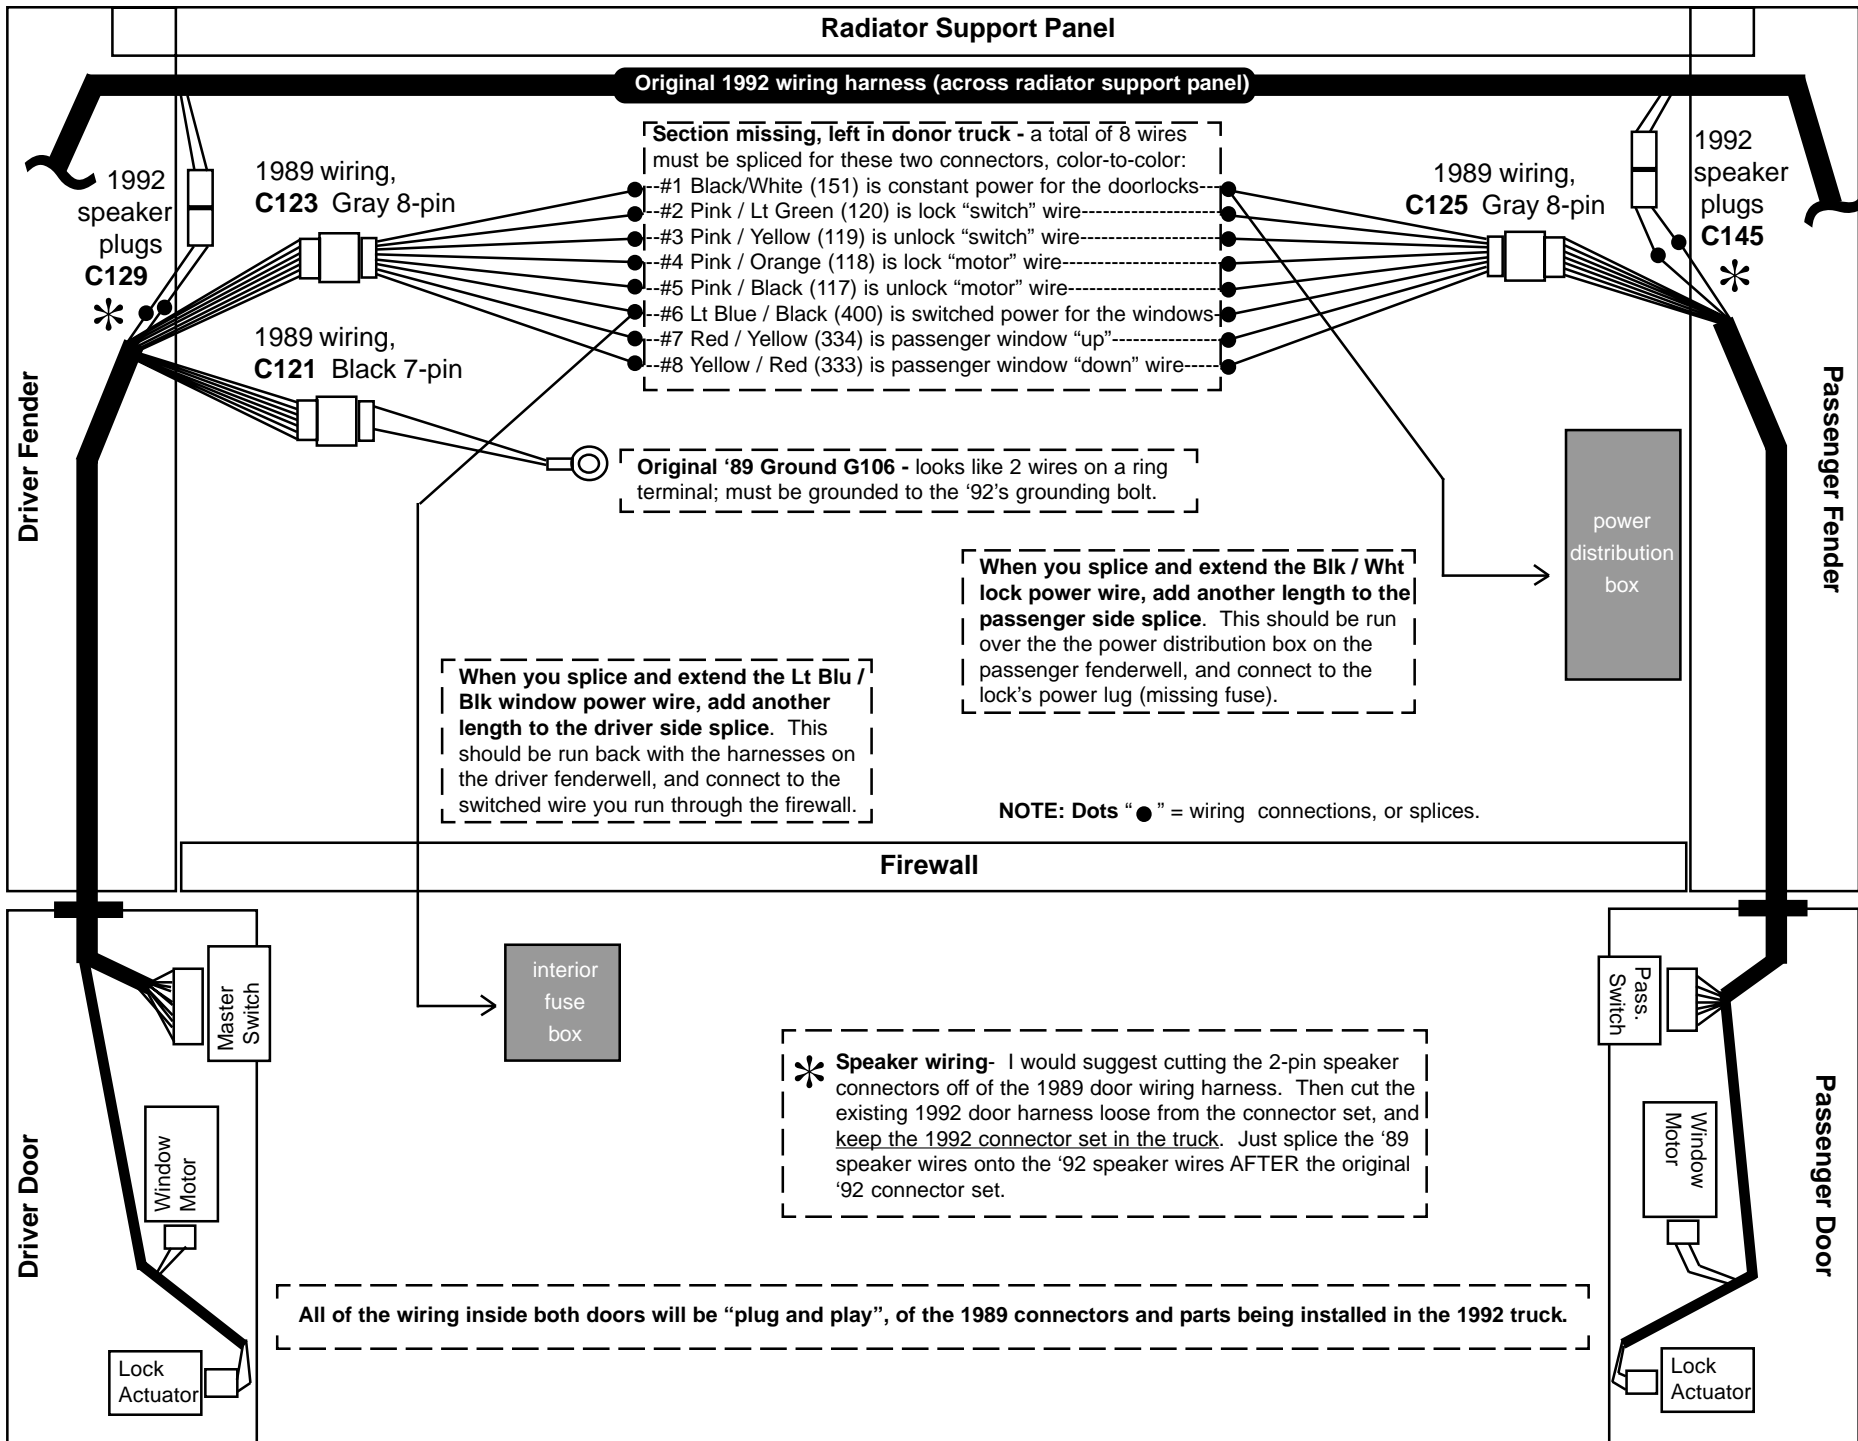 Radiator Support Panel
Original 1992 wiring harness (across radiator support panel)
1992
speaker
plugs
C129
*
1989 wiring,
C123 Gray 8-pin
1989 wiring,
C121 Black 7-pin
Section missing, left in donor truck - a total of 8 wires
must be spliced for these two connectors, color-to-color:
--#1 Black/White (151) is constant power for the doorlocks---
--#2 Pink / Lt Green (120) is lock “switch” wire-----------------------
--#3 Pink / Yellow (119) is unlock “switch” wire-----------------------
--#4 Pink / Orange (118) is lock “motor” wire-------------------------
--#5 Pink / Black (117) is unlock “motor” wire------------------------
--#6 Lt Blue / Black (400) is switched power for the windows-
--#7 Red / Yellow (334) is passenger window “up”------------------
--#8 Yellow / Red (333) is passenger window “down” wire-----
1989 wiring,
C125 Gray 8-pin
1992
speaker
plugs
C145
*
Original ‘89 Ground G106 - looks like 2 wires on a ring
terminal; must be grounded to the ‘92’s grounding bolt.
Driver Fender
Passenger Fender
power
distribution
box
When you splice and extend the Blk / Wht
lock power wire, add another length to the
passenger side splice. This should be run
over the the power distribution box on the
passenger fenderwell, and connect to the
lock’s power lug (missing fuse).
When you splice and extend the Lt Blu /
Blk window power wire, add another
length to the driver side splice. This
should be run back with the harnesses on
the driver fenderwell, and connect to the
switched wire you run through the firewall.
NOTE: Dots “ ● ” = wiring connections, or splices.
Firewall
Master
Switch
interior
fuse
box
Pass.
Switch
* Speaker wiring- I would suggest cutting the 2-pin speaker
connectors off of the 1989 door wiring harness. Then cut the
existing 1992 door harness loose from the connector set, and
keep the 1992 connector set in the truck. Just splice the ‘89
speaker wires onto the ‘92 speaker wires AFTER the original
‘92 connector set.
Driver Door
Window
Motor
Window
Motor
Passenger Door
All of the wiring inside both doors will be “plug and play”, of the 1989 connectors and parts being installed in the 1992 truck.
Lock
Actuator
Lock
Actuator